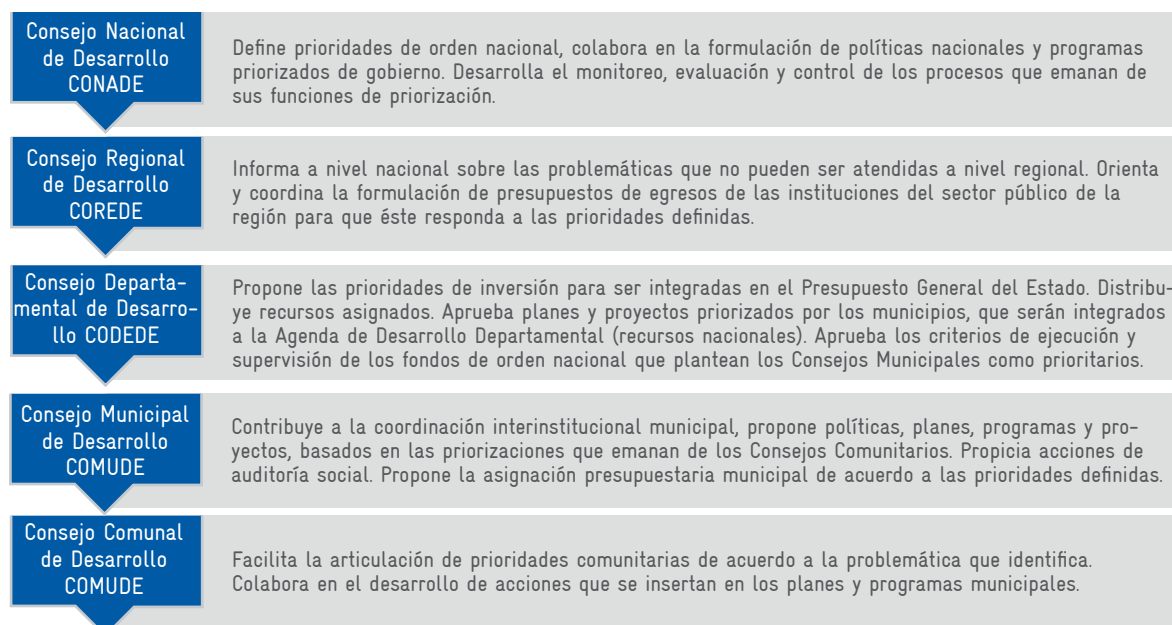 Consejo Nacional
de Desarrollo
CONADE
Define prioridades de orden nacional, colabora en la formulación de políticas nacionales y programas
priorizados de gobierno. Desarrolla el monitoreo, evaluación y control de los procesos que emanan de
sus funciones de priorización.
Consejo Regional
de Desarrollo
COREDE
Informa a nivel nacional sobre las problemáticas que no pueden ser atendidas a nivel regional. Orienta
y coordina la formulación de presupuestos de egresos de las instituciones del sector público de la
región para que éste responda a las prioridades definidas.
Consejo Departa-
mental de Desarro-
llo CODEDE
Propone las prioridades de inversión para ser integradas en el Presupuesto General del Estado. Distribu-
ye recursos asignados. Aprueba planes y proyectos priorizados por los municipios, que serán integrados
a la Agenda de Desarrollo Departamental (recursos nacionales). Aprueba los criterios de ejecución y
supervisión de los fondos de orden nacional que plantean los Consejos Municipales como prioritarios.
Consejo Municipal
de Desarrollo
COMUDE
Contribuye a la coordinación interinstitucional municipal, propone políticas, planes, programas y pro-
yectos, basados en las priorizaciones que emanan de los Consejos Comunitarios. Propicia acciones de
auditoría social. Propone la asignación presupuestaria municipal de acuerdo a las prioridades definidas.
Consejo Comunal
de Desarrollo
COMUDE
Facilita la articulación de prioridades comunitarias de acuerdo a la problemática que identifica.
Colabora en el desarrollo de acciones que se insertan en los planes y programas municipales.